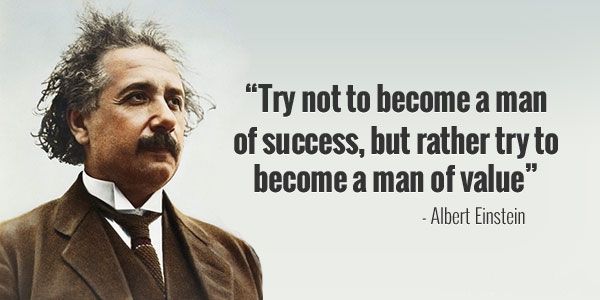 “Try not to become a man
of success, but rather try to
become a man of value”
- Albert Einstein